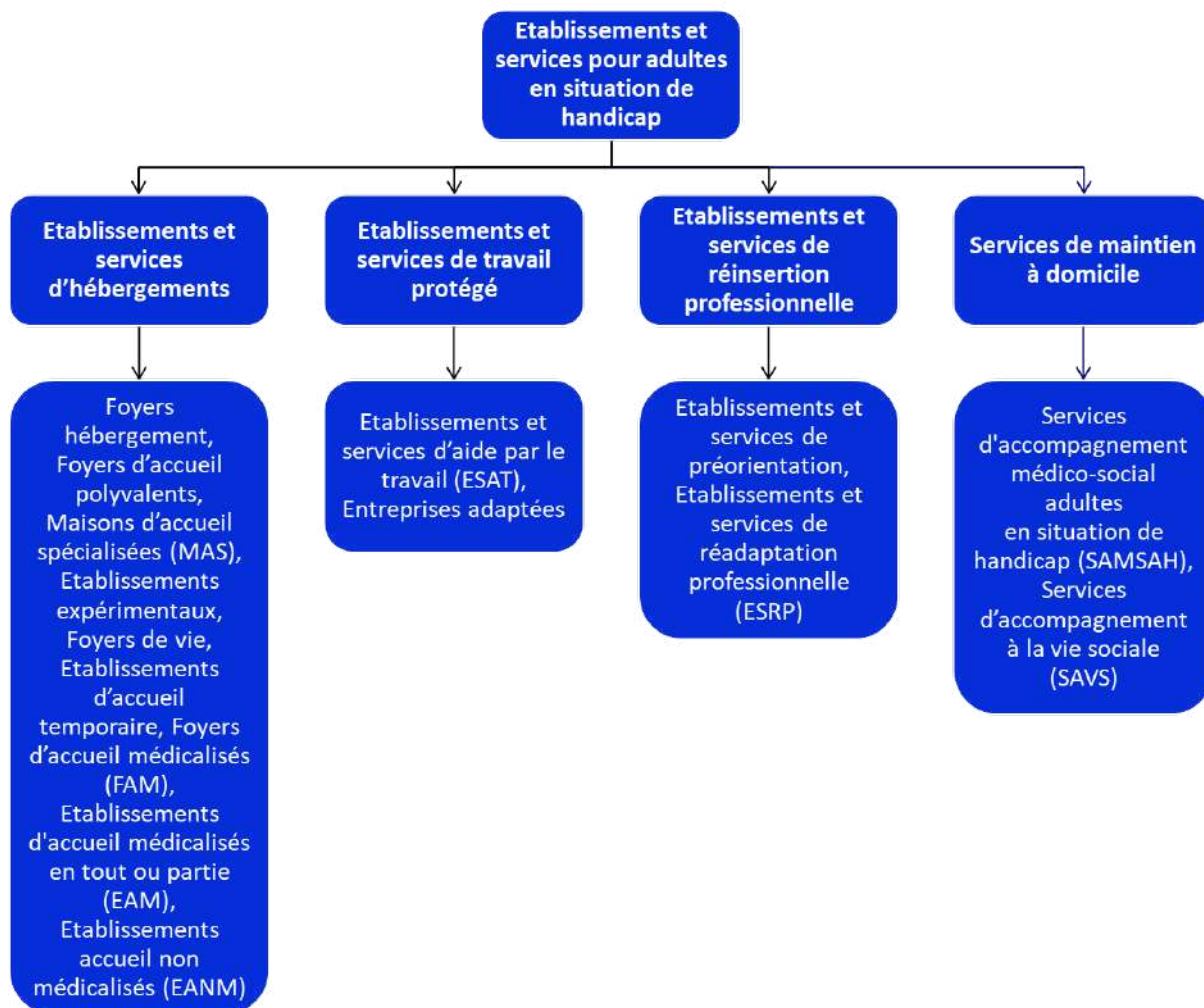 Etablissements et
services pour adultes
en situation de
handicap
Etablissements et
services
d’hébergements
Etablissements et
services de travail
protégé
Etablissements et
services de
réinsertion
professionnelle
Services de maintien
à domicile
Foyers
hébergement,
Foyers d’accueil
polyvalents,
Maisons d’accueil
spécialisées (MAS),
Etablissements
expérimentaux,
Foyers de vie,
Etablissements
d’accueil
temporaire, Foyers
d’accueil médicalisés
(FAM),
Etablissements
d'accueil médicalisés
en tout ou partie
(EAM),
Etablissements
accueil non
médicalisés (EANM)
Etablissements et
services d’aide par le
travail (ESAT),
Entreprises adaptées
Etablissements et
services de
préorientation,
Etablissements et
services de
réadaptation
professionnelle
(ESRP)
Services
d'accompagnement
médico-social
adultes
en situation de
handicap (SAMSAH),
Services
d’accompagnement
à la vie sociale
(SAVS)